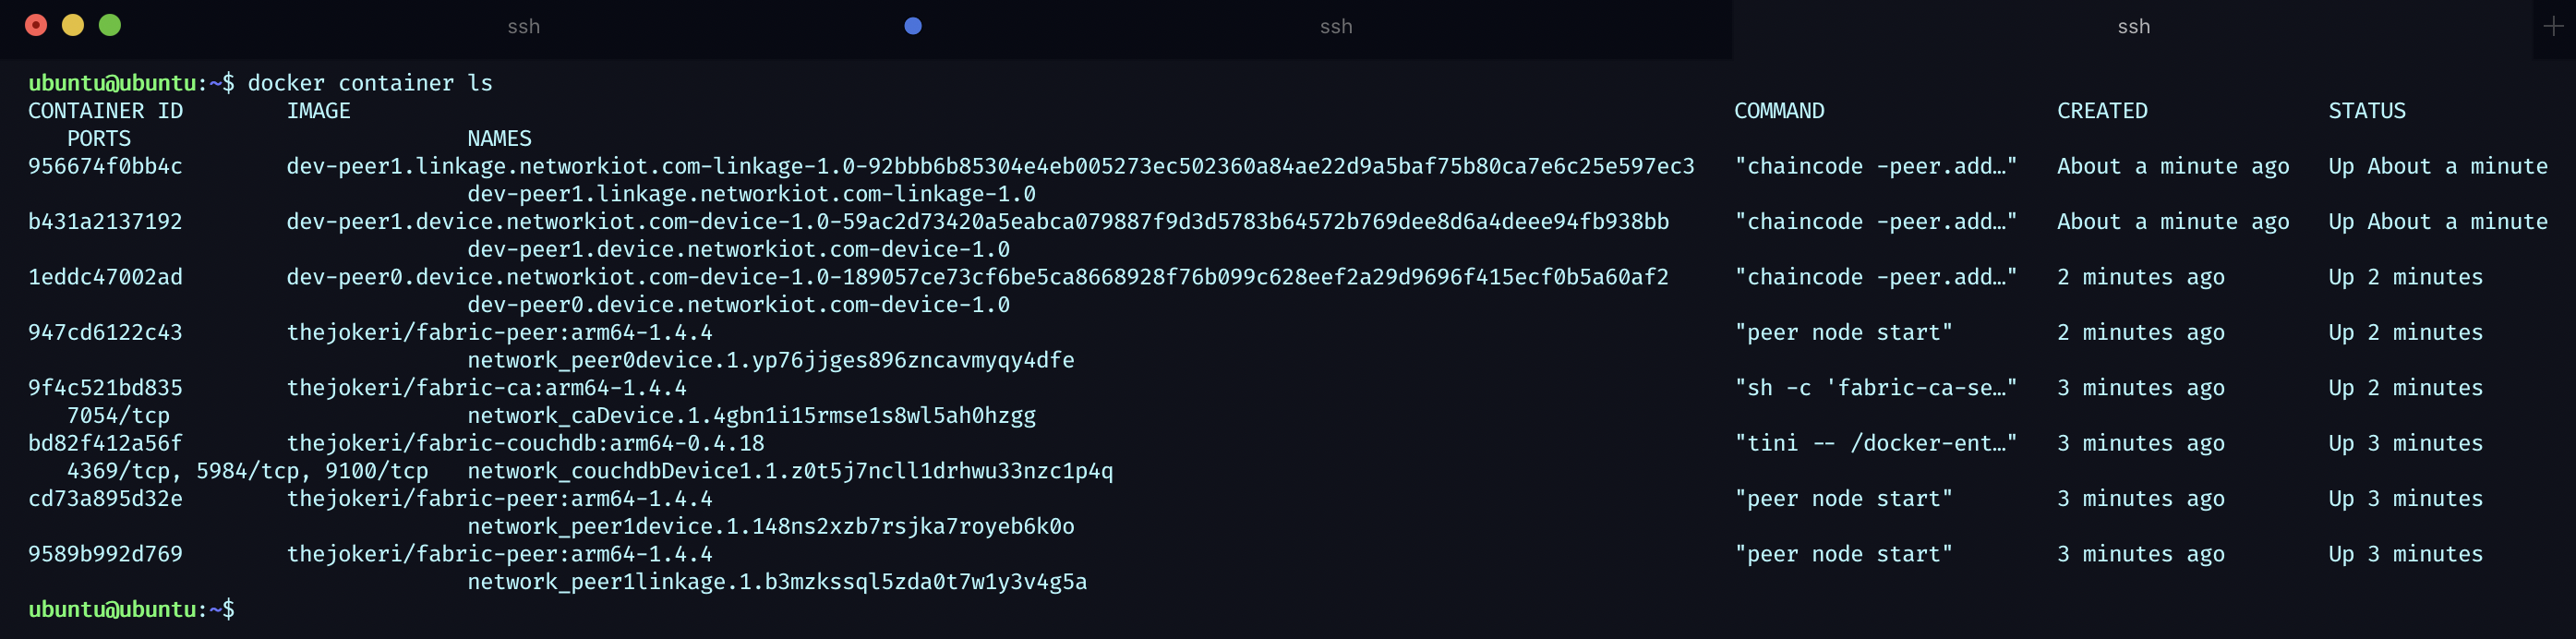 ssh ssh ssh
ubuntu@ubuntu:~$ docker container ls
CONTAINER ID IMAGE COMMAND CREATED STATUS
PORTS NAMES
956674f0bb4c dev-peer1.linkage.networkiot.com-linkage-1.0-92bbb6b85304e4eb005273ec502360a84ae22d9a5baf75b80ca7e6c25e597ec3 "chaincode -peer.add…" About a minute ago Up About a minute
dev-peer1.linkage.networkiot.com-linkage-1.0
b431a2137192 dev-peer1.device.networkiot.com-device-1.0-59ac2d73420a5eabca079887f9d3d5783b64572b769dee8d6a4deee94fb938bb "chaincode -peer.add…" About a minute ago Up About a minute
dev-peer1.device.networkiot.com-device-1.0
1eddc47002ad dev-peer0.device.networkiot.com-device-1.0-189057ce73cf6be5ca8668928f76b099c628eef2a29d9696f415ecf0b5a60af2 "chaincode -peer.add…" 2 minutes ago Up 2 minutes
dev-peer0.device.networkiot.com-device-1.0
947cd6122c43 thejokeri/fabric-peer:arm64-1.4.4 "peer node start" 2 minutes ago Up 2 minutes
network_peer0device.1.yp76jjges896zncavmyqy4dfe
9f4c521bd835 thejokeri/fabric-ca:arm64-1.4.4 "sh -c 'fabric-ca-se…" 3 minutes ago Up 2 minutes
7054/tcp network_caDevice.1.4gbn1i15rmse1s8wl5ah0hzgg
bd82f412a56f thejokeri/fabric-couchdb:arm64-0.4.18 "tini -- /docker-ent…" 3 minutes ago Up 3 minutes
4369/tcp, 5984/tcp, 9100/tcp network_couchdbDevice1.1.z0t5j7ncll1drhwu33nzc1p4q
cd73a895d32e thejokeri/fabric-peer:arm64-1.4.4 "peer node start" 3 minutes ago Up 3 minutes
network_peer1device.1.148ns2xzb7rsjka7royeb6k0o
9589b992d769 thejokeri/fabric-peer:arm64-1.4.4 "peer node start" 3 minutes ago Up 3 minutes
network_peer1linkage.1.b3mzkssql5zda0t7w1y3v4g5a
ubuntu@ubuntu:~$